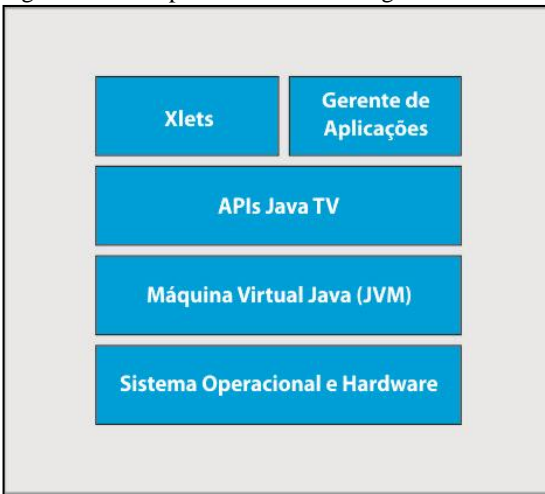 Xlets
Gerente de
Aplicações
APIs Java TV
Máquina Virtual Java (JVM)
Sistema Operacional e Hardware